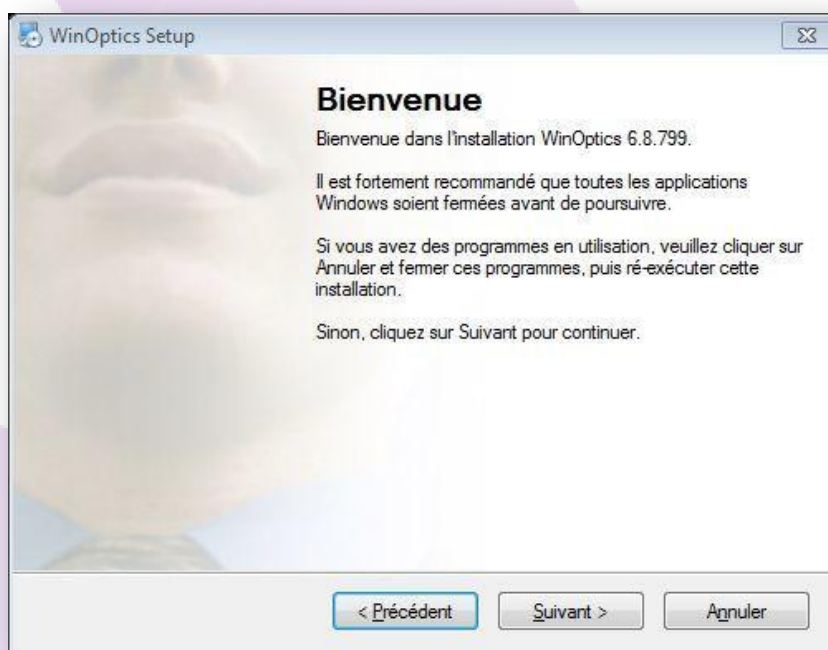 WinOptics Setup
Bienvenue
Bienvenue dans l'installation WinOptics 6.8.799.
Il est fortement recommandé que toutes les applications
Windows soient fermées avant de poursuivre.
Si vous avez des programmes en utilisation, veuillez cliquer sur
Annuler et fermer ces programmes, puis ré-exécuter cette
installation.
Sinon, cliquez sur Suivant pour continuer.
< Précédent
Suivant >
Annuler